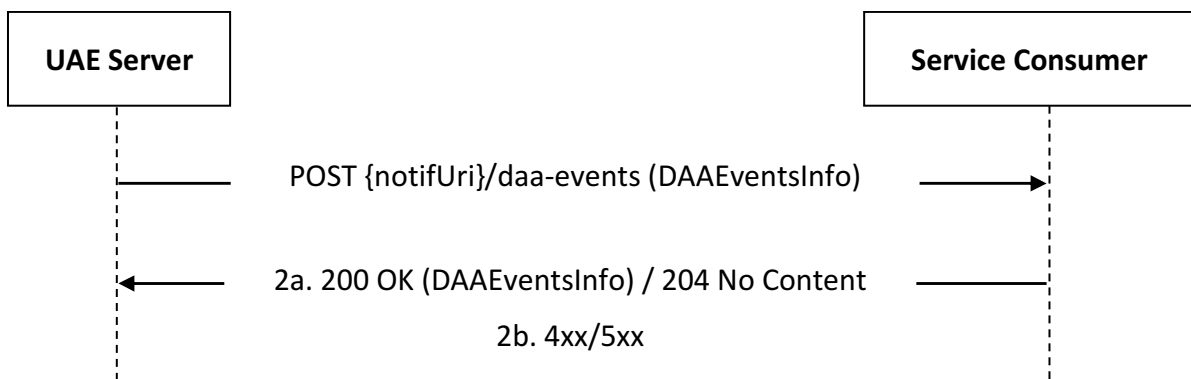 UAE Server
Service Consumer
POST {notifUri}/daa-events (DAAEventsInfo)
2a. 200 OK (DAAEventsInfo) / 204 No Content
2b. 4xx/5xx